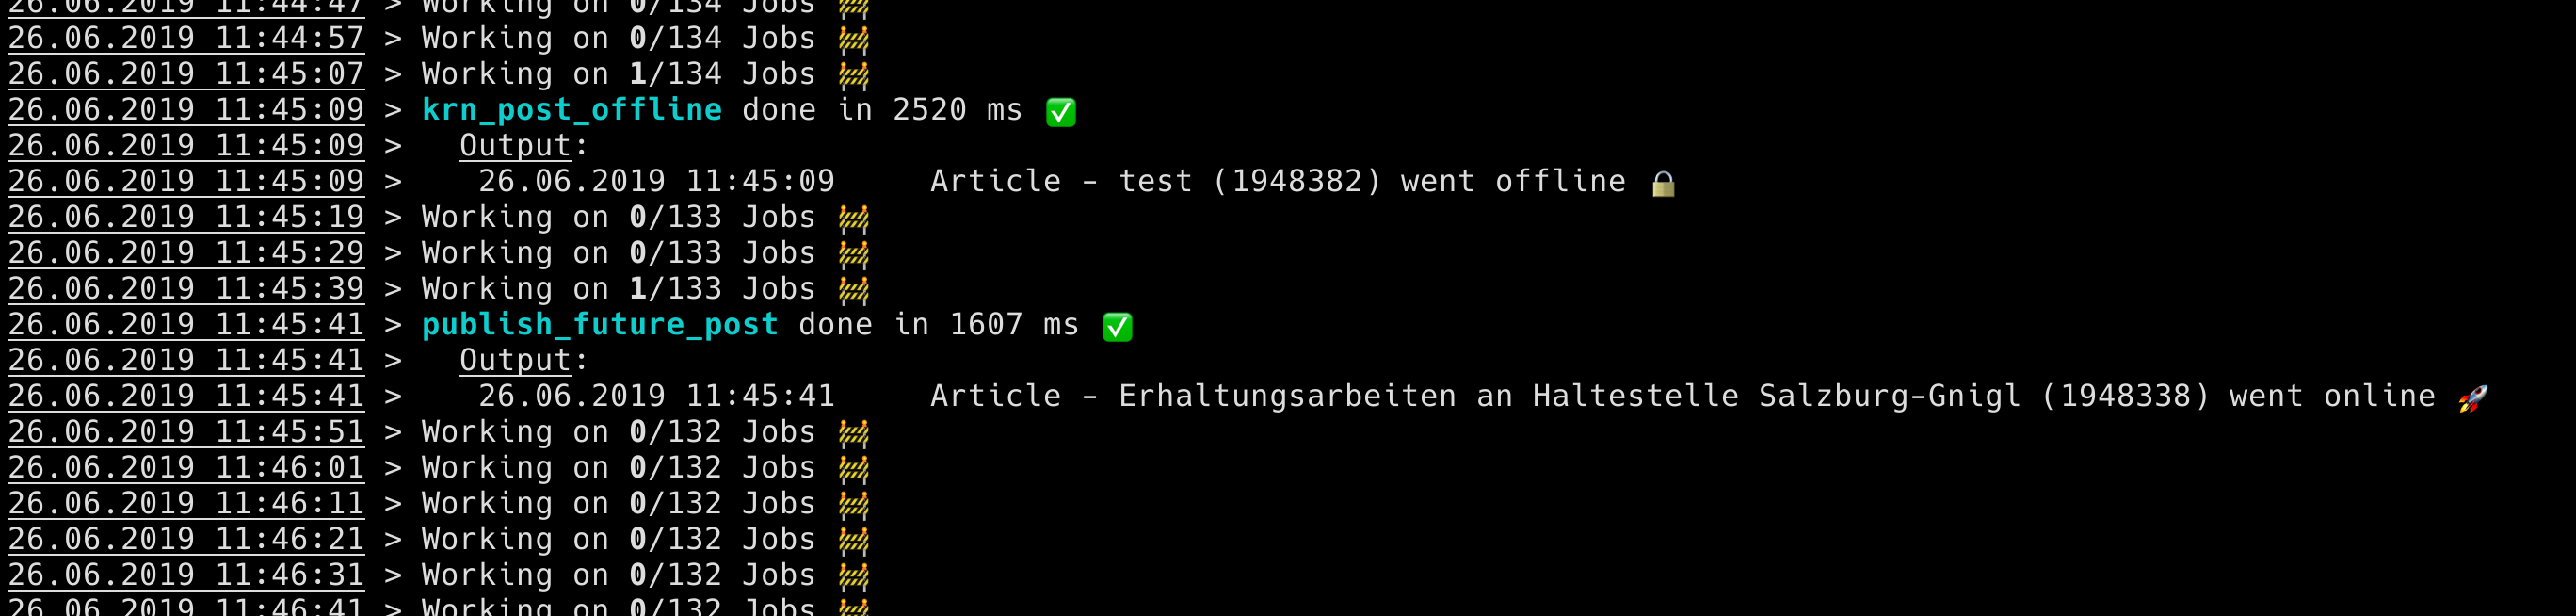 26.06.2019 11:44:47 > Working on 0/134 Jobs 🚧
26.06.2019 11:44:57 > Working on 0/134 Jobs 🚧
26.06.2019 11:45:07 > Working on 1/134 Jobs 🚧
26.06.2019 11:45:09 > krn_post_offline done in 2520 ms ✅
26.06.2019 11:45:09 >   Output:
26.06.2019 11:45:09 >    26.06.2019 11:45:09     Article - test (1948382) went offline 🔒
26.06.2019 11:45:19 > Working on 0/133 Jobs 🚧
26.06.2019 11:45:29 > Working on 0/133 Jobs 🚧
26.06.2019 11:45:39 > Working on 1/133 Jobs 🚧
26.06.2019 11:45:41 > publish_future_post done in 1607 ms ✅
26.06.2019 11:45:41 >   Output:
26.06.2019 11:45:41 >    26.06.2019 11:45:41     Article - Erhaltungsarbeiten an Haltestelle Salzburg-Gnigl (1948338) went online 🚀
26.06.2019 11:45:51 > Working on 0/132 Jobs 🚧
26.06.2019 11:46:01 > Working on 0/132 Jobs 🚧
26.06.2019 11:46:11 > Working on 0/132 Jobs 🚧
26.06.2019 11:46:21 > Working on 0/132 Jobs 🚧
26.06.2019 11:46:31 > Working on 0/132 Jobs 🚧
26.06.2019 11:46:41 > Working on 0/132 Jobs 🚧